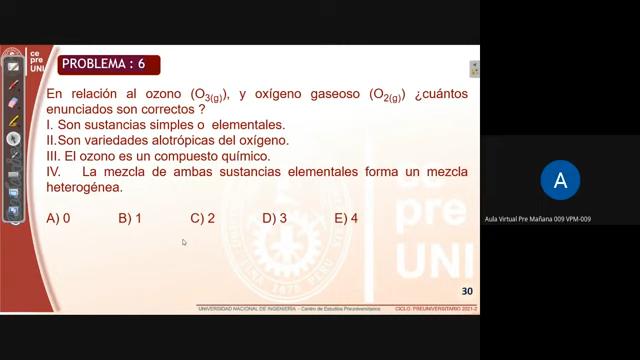 ce
pre
UNI
PROBLEMA : 6
En relación al ozono (O3(g)), y oxígeno gaseoso (O2(g)) ¿cuántos
enunciados son correctos ?
I. Son sustancias simples o elementales.
II.Son variedades alotrópicas del oxígeno.
III. El ozono es un compuesto químico.
IV. La mezcla de ambas sustancias elementales forma un mezcla
heterogénea.
A) 0 B) 1 C) 2 D) 3 E) 4
ce
pre
UNI
30
UNIVERSIDAD NACIONAL DE INGENIERÍA – Centro de Estudios Preuniversitarios CICLO PREUNIVERSITARIO 2021-2
A
Aula Virtual Pre Mañana 009 VPM-009